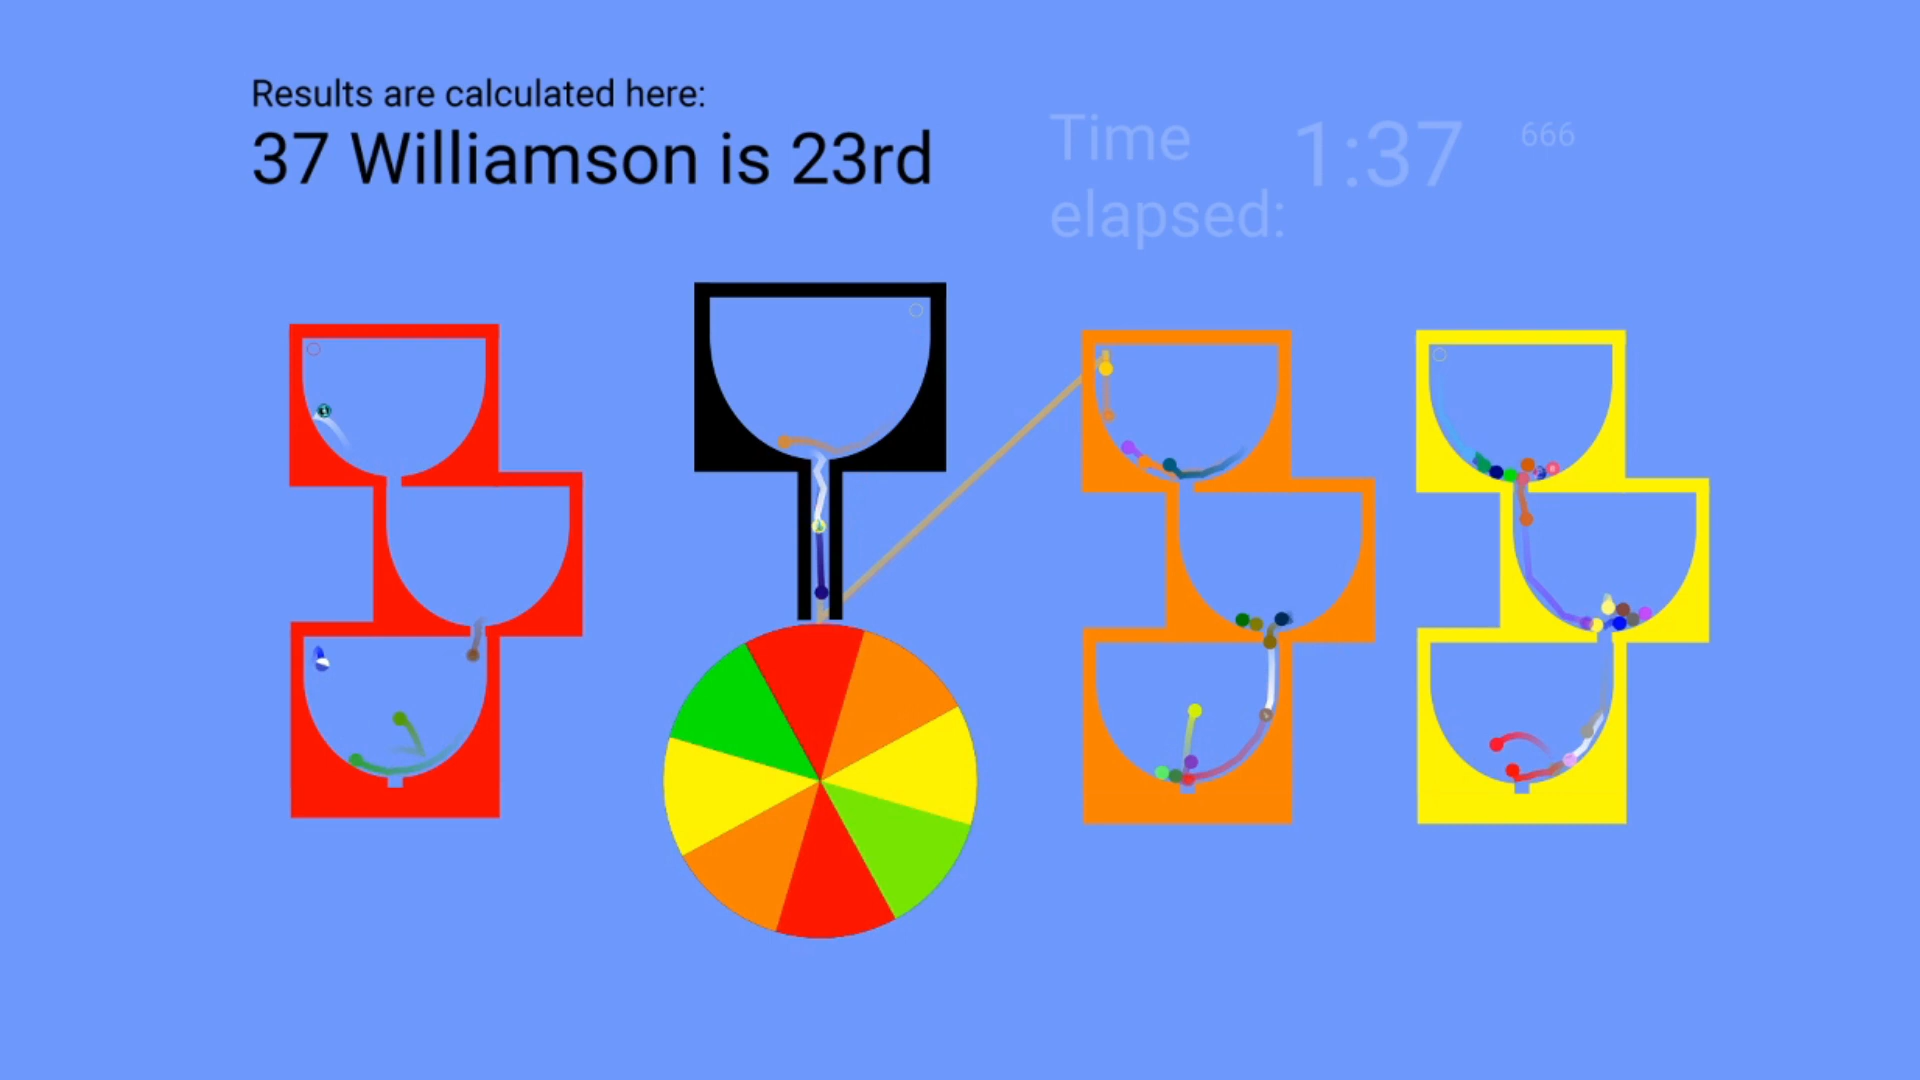 Results are calculated here:
37 Williamson is 23rd
Time 1:37 666
elapsed: